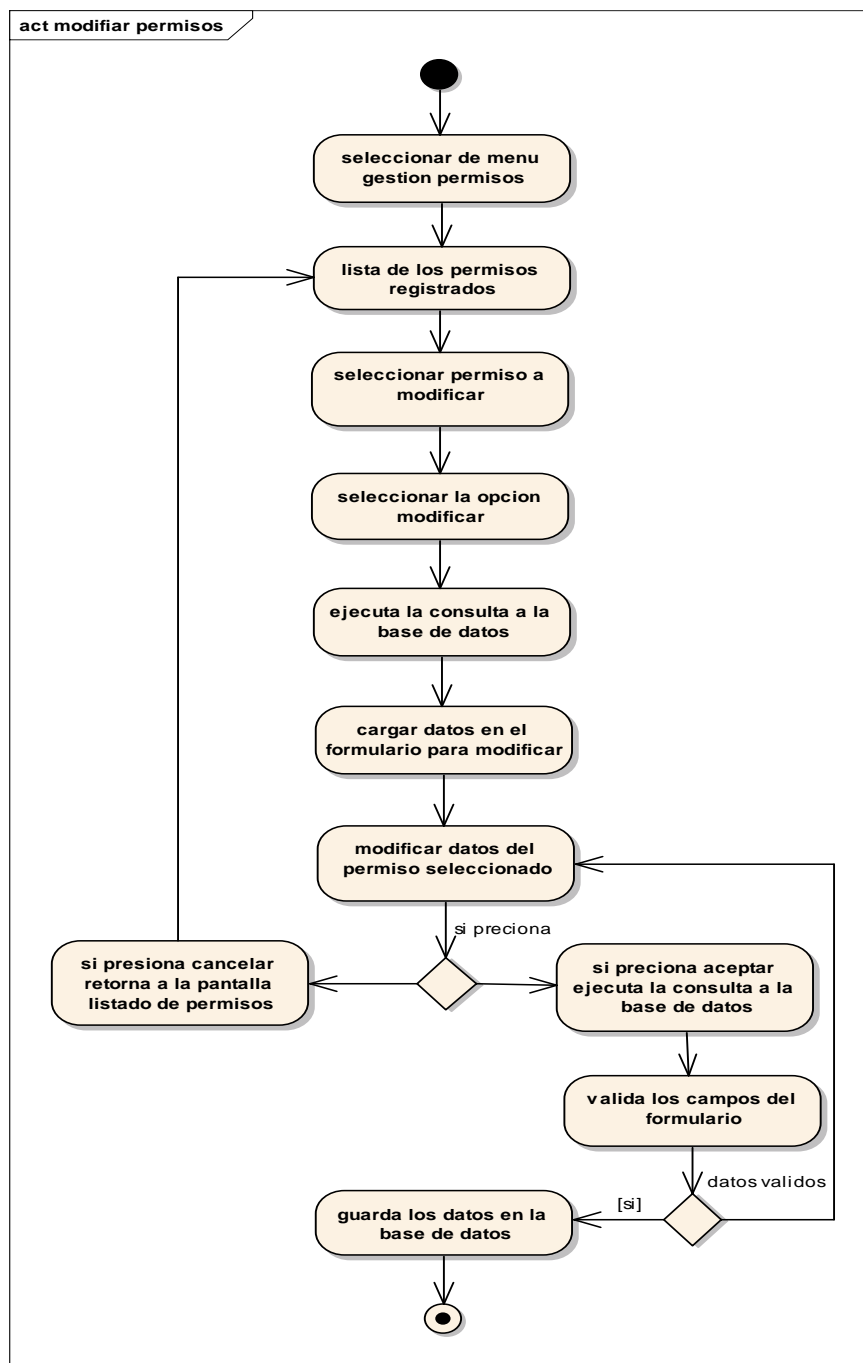 act modifiar permisos
seleccionar de menu
gestion permisos
lista de los permisos
registrados
seleccionar permiso a
modificar
seleccionar la opcion
modificar
ejecuta la consulta a la
base de datos
cargar datos en el
formulario para modificar
modificar datos del
permiso seleccionado
si preciona
si presiona cancelar
retorna a la pantalla
listado de permisos
si preciona aceptar
ejecuta la consulta a la
base de datos
valida los campos del
formulario
datos validos
[si]
guarda los datos en la
base de datos